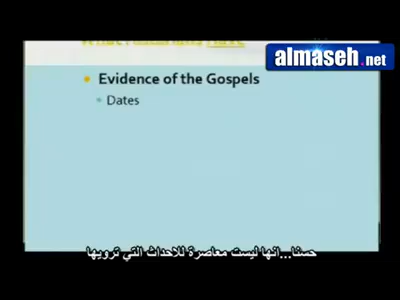 almaseh.net
Evidence of the Gospels
Dates
حسنا...انها ليست معاصرة للاحداث التي ترويها